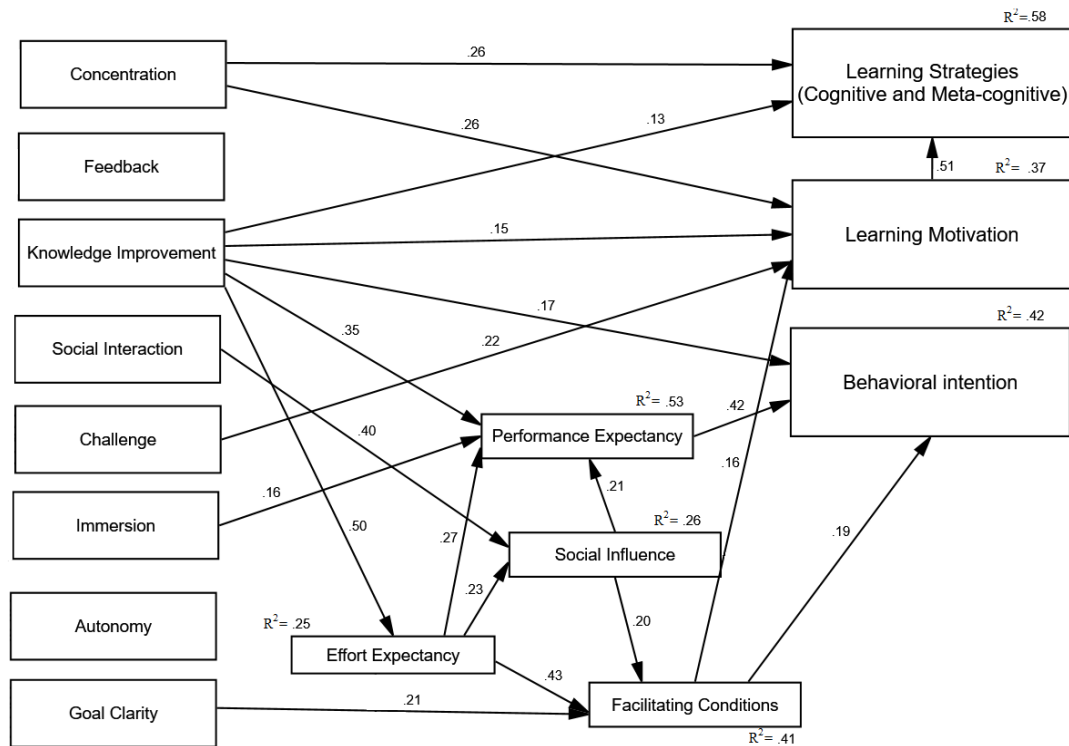 R²=.58
Concentration
.26
Learning Strategies
(Cognitive and Meta-cognitive)
.13
.26
Feedback
.51
R²= .37
Knowledge Improvement
.15
Learning Motivation
.17
R²= .42
.35
Social Interaction
.22
Behavioral intention
R²= .53
.42
Challenge
.40
Performance Expectancy
.16
.16
.21
Immersion
.50
R²= .26
.27
Social Influence
.19
.23
Autonomy
R²= .25
.20
Effort Expectancy
.43
Goal Clarity
.21
Facilitating Conditions
R²= .41